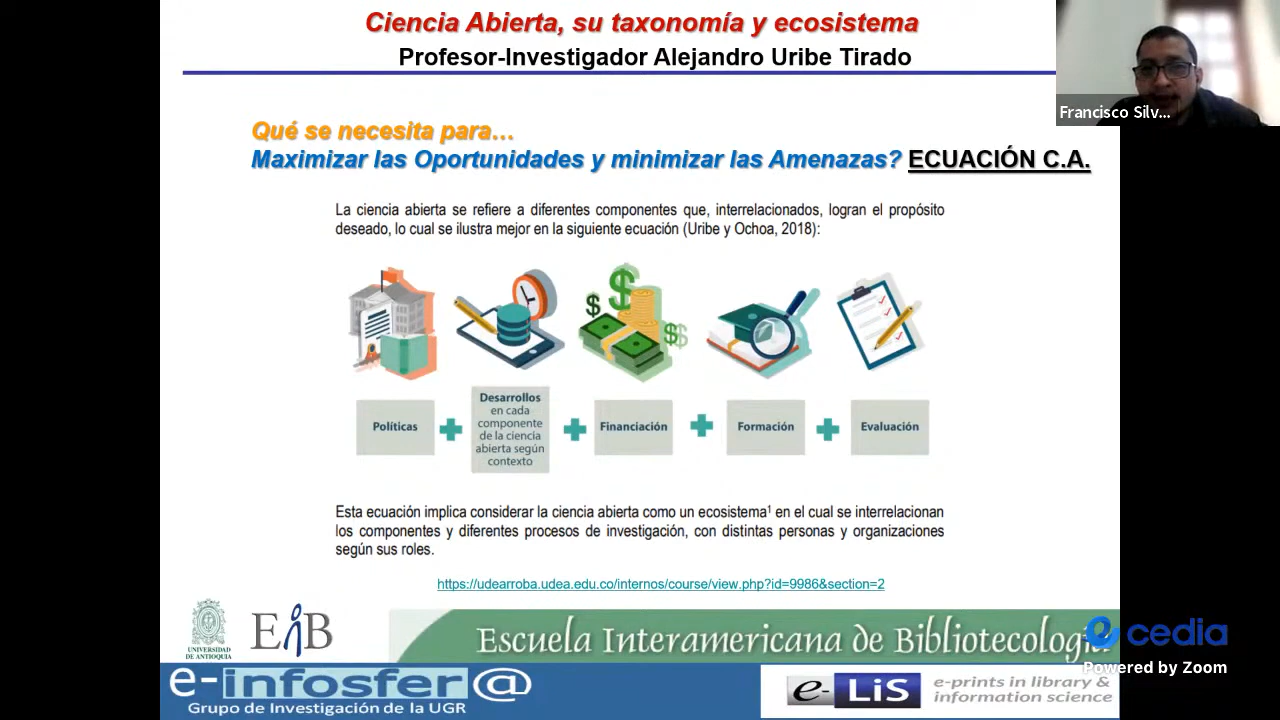 Ciencia Abierta, su taxonomía y ecosistema
Profesor-Investigador Alejandro Uribe Tirado
Francisco Silv...
Qué se necesita para...
Maximizar las Oportunidades y minimizar las Amenazas? ECUACIÓN C.A.
La ciencia abierta se refiere a diferentes componentes que, interrelacionados, logran el propósito
deseado, lo cual se ilustra mejor en la siguiente ecuación (Uribe y Ochoa, 2018):
Políticas
Desarrollos
en cada
componente
de la ciencia
abierta según
contexto
Financiación
Formación
Evaluación
Esta ecuación implica considerar la ciencia abierta como un ecosistema¹ en el cual se interrelacionan
los componentes y diferentes procesos de investigación, con distintas personas y organizaciones
según sus roles.
https://udearroba.udea.edu.co/internos/course/view.php?id=9986&section=2
UNIVERSIDAD
DE ANTIOQUIA
EiB
Escuela Interamericana de Bibliotecología
cedia
Powered by Zoom
e-infosfer@
Grupo de Investigación de la UGR
e-LiS
e-prints in library &
information science